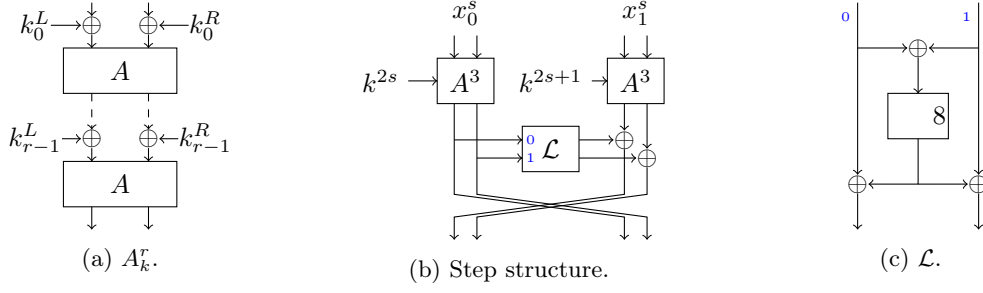 $k_0^L$ $k_0^R$
A
$k_{r-1}^L$ $k_{r-1}^R$
A
(a) $A_k^r$.
$x_0^s$ $x_1^s$
$k^{2s}$ $A^3$ $k^{2s+1}$ $A^3$
0
1
$\mathcal{L}$
(b) Step structure.
0 1
8
(c) $\mathcal{L}$.